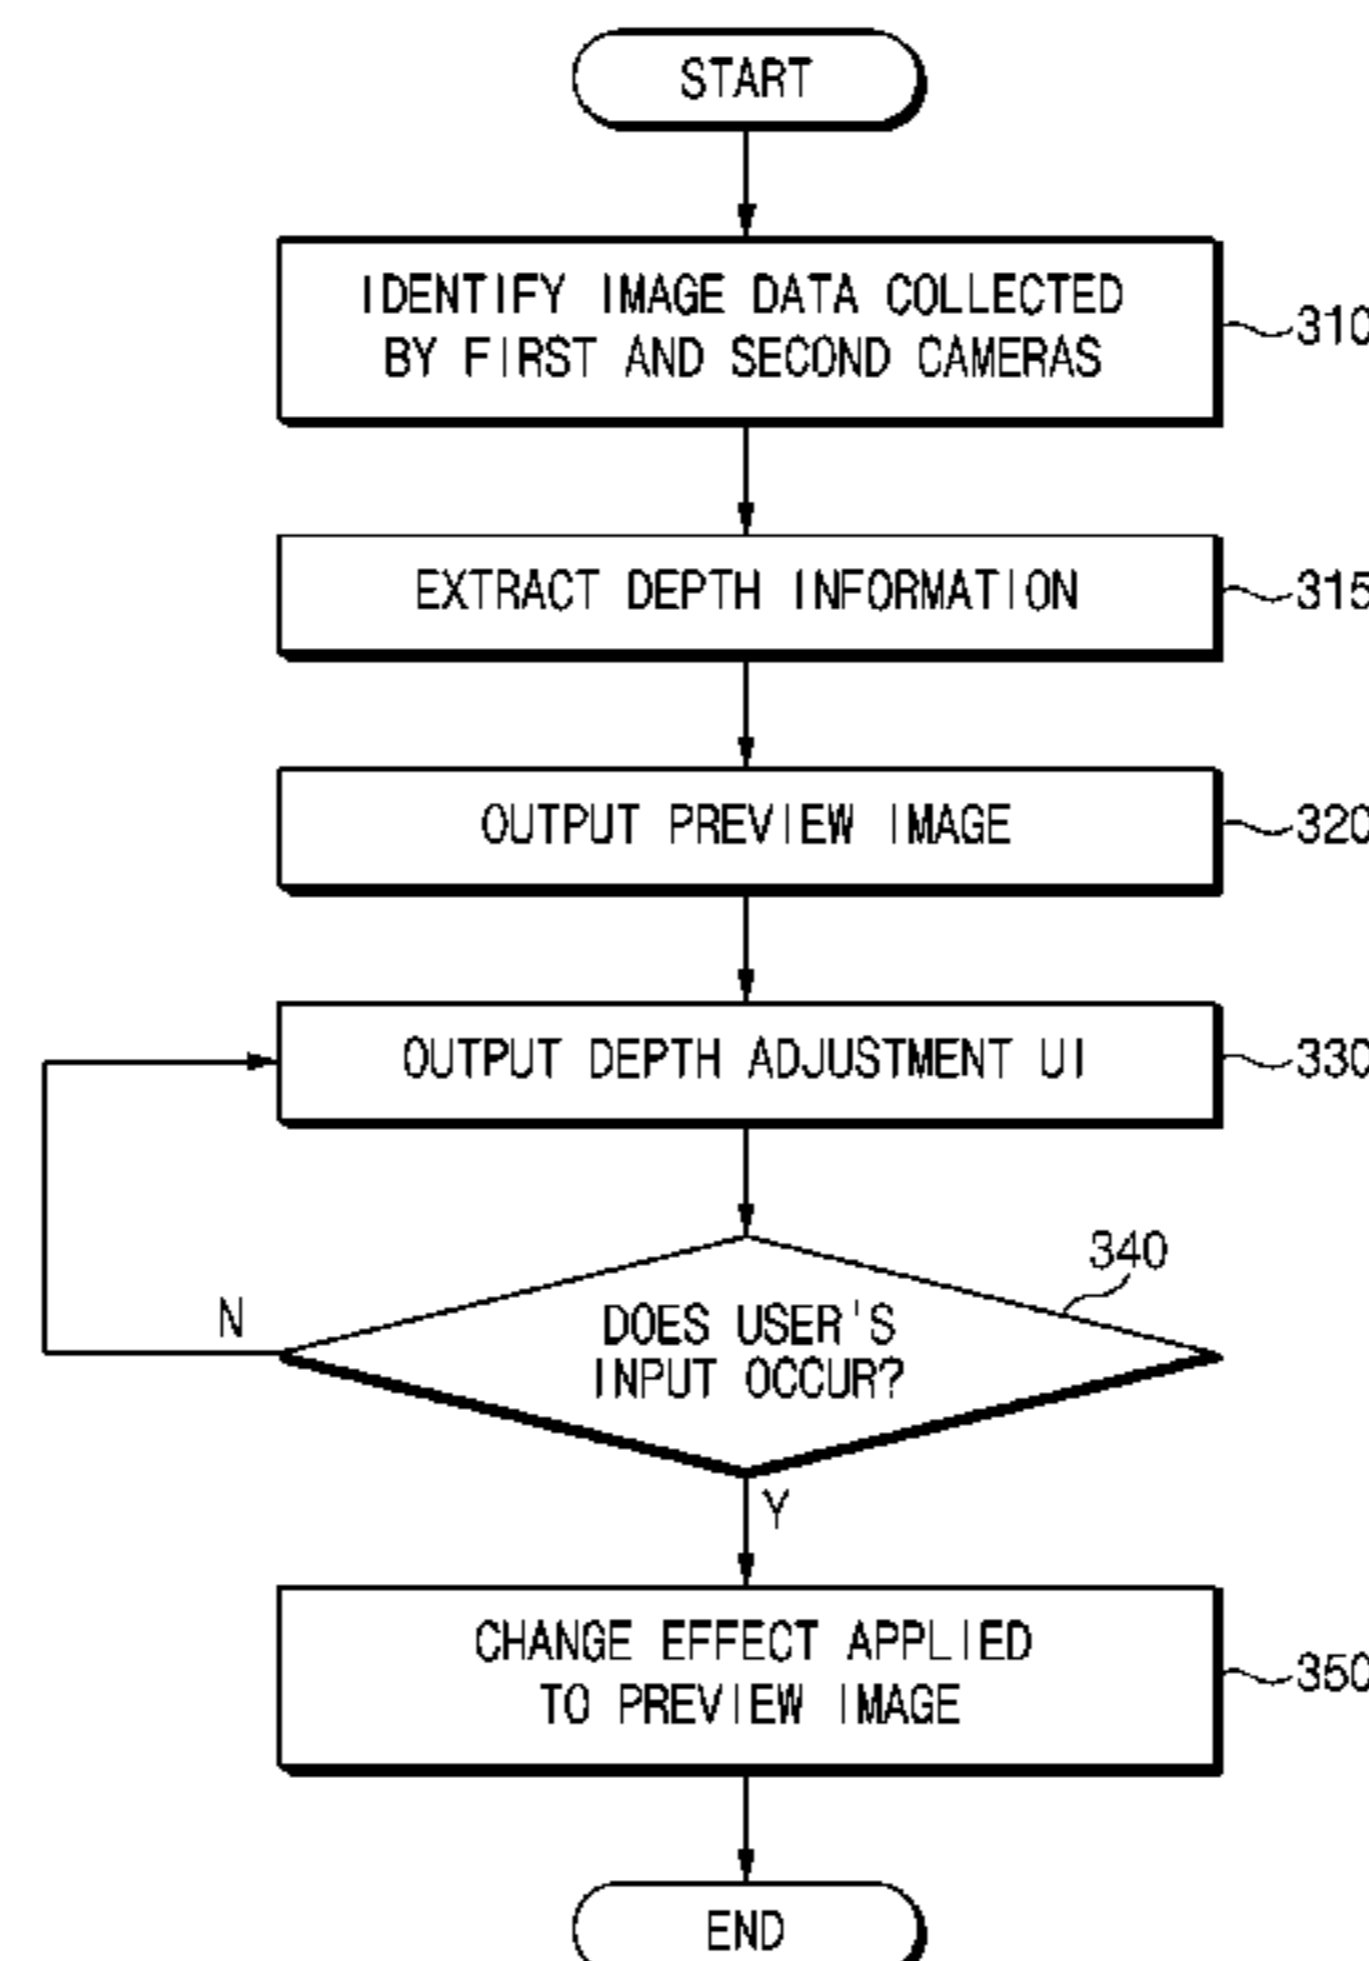 START
IDENTIFY IMAGE DATA COLLECTED
BY FIRST AND SECOND CAMERAS
310
EXTRACT DEPTH INFORMATION
315
OUTPUT PREVIEW IMAGE
320
OUTPUT DEPTH ADJUSTMENT UI
330
340
DOES USER'S
INPUT OCCUR?
N
Y
CHANGE EFFECT APPLIED
TO PREVIEW IMAGE
350
END